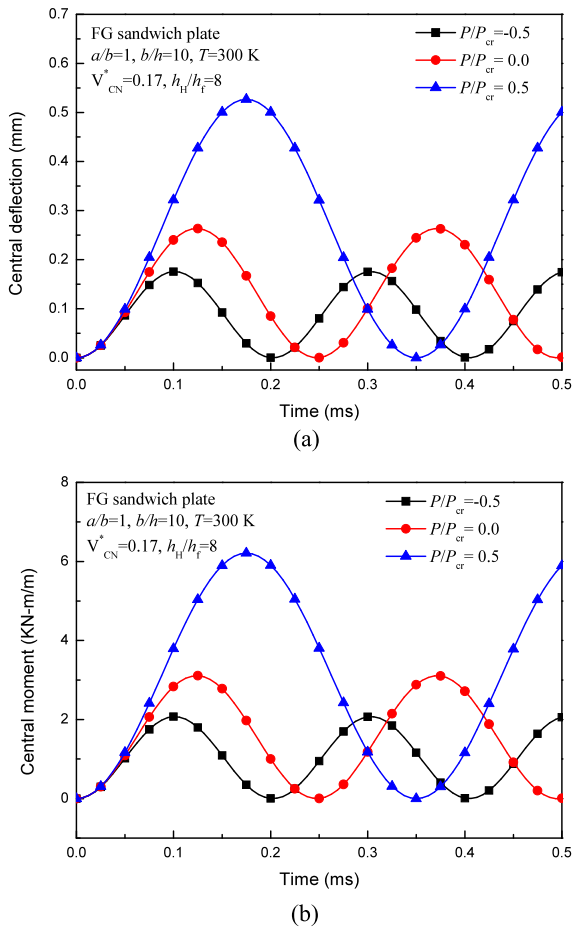 FG sandwich plate
a/b=1, b/h=10, T=300 K
V*CN=0.17, hH/hf=8
P/Pcr=-0.5
P/Pcr= 0.0
P/Pcr= 0.5
Central deflection (mm)
0.7
0.6
0.5
0.4
0.3
0.2
0.1
0.0
0.0 0.1 0.2 0.3 0.4 0.5
Time (ms)
(a)
FG sandwich plate
a/b=1, b/h=10, T=300 K
V*CN=0.17, hH/hf=8
P/Pcr=-0.5
P/Pcr= 0.0
P/Pcr= 0.5
Central moment (KN-m/m)
8
6
4
2
0
0.0 0.1 0.2 0.3 0.4 0.5
Time (ms)
(b)